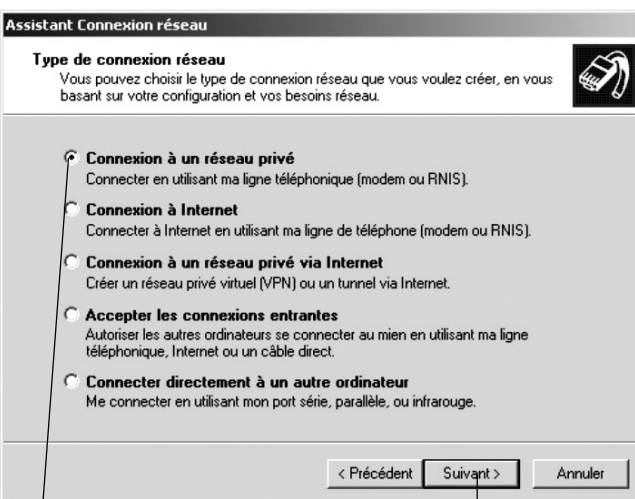 Assistant Connexion réseau
Type de connexion réseau
Vous pouvez choisir le type de connexion réseau que vous voulez créer, en vous
basant sur votre configuration et vos besoins réseau.
Connexion à un réseau privé
Connecter en utilisant ma ligne téléphonique (modem ou RNIS).
Connexion à Internet
Connecter à Internet en utilisant ma ligne de téléphone (modem ou RNIS).
Connexion à un réseau privé via Internet
Créer un réseau privé virtuel (VPN) ou un tunnel via Internet.
Accepter les connexions entrantes
Autoriser les autres ordinateurs se connecter au mien en utilisant ma ligne
téléphonique, Internet ou un câble direct.
Connecter directement à un autre ordinateur
Me connecter en utilisant mon port série, parallèle, ou infrarouge.
< Précédent Suivant > Annuler